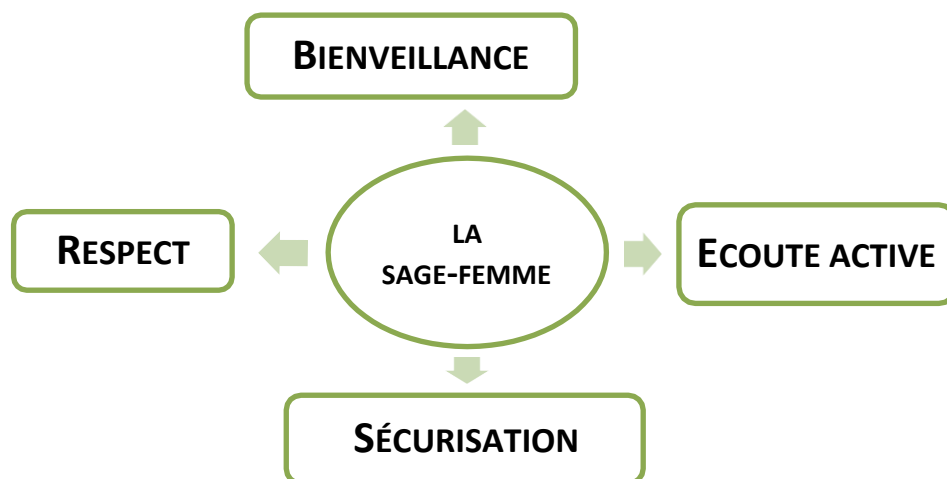 BIENVEILLANCE
RESPECT
LA
SAGE-FEMME
ECOUTE ACTIVE
SÉCURISATION